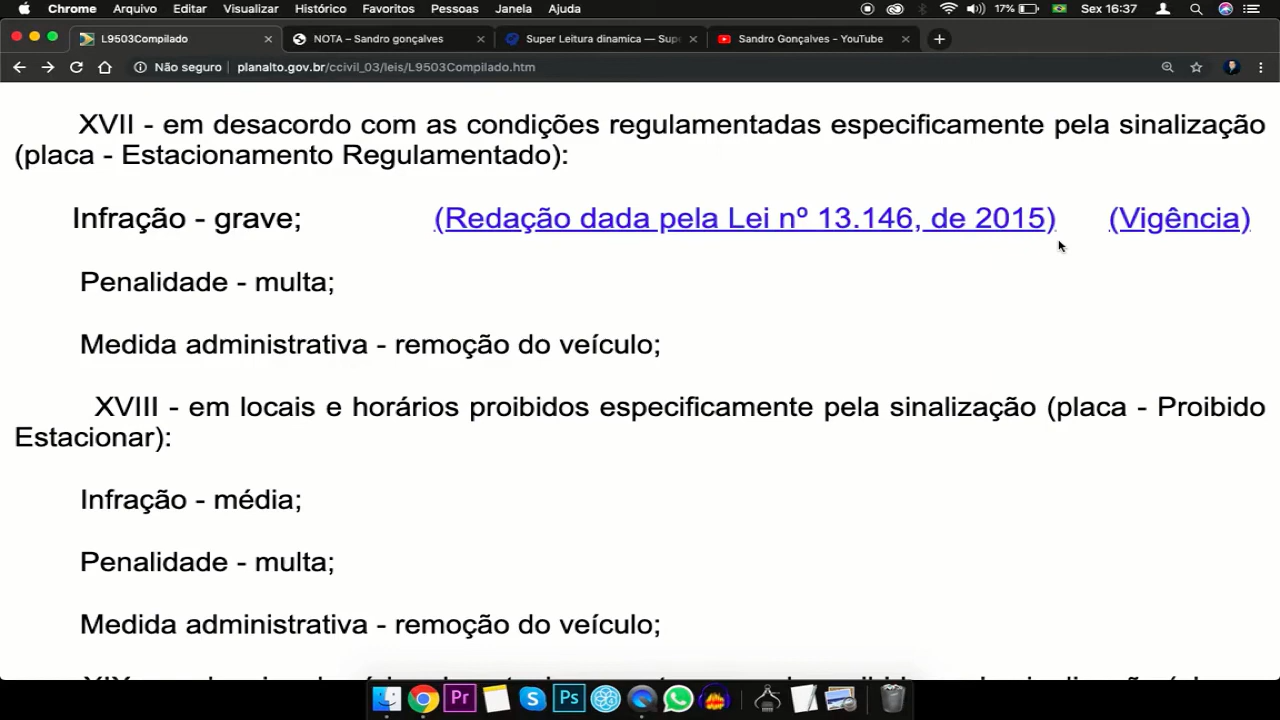 Chrome Arquivo Editar Visualizar Histórico Favoritos Pessoas Janela Ajuda 17% Sex 16:37
L9503Compilado NOTA – Sandro gonçalves Super Leitura dinamica — Supe Sandro Gonçalves - YouTube
Não seguro planalto.gov.br/ccivil_03/leis/L9503Compilado.htm
XVII - em desacordo com as condições regulamentadas especificamente pela sinalização
(placa - Estacionamento Regulamentado):
Infração - grave; (Redação dada pela Lei nº 13.146, de 2015) (Vigência)
Penalidade - multa;
Medida administrativa - remoção do veículo;
XVIII - em locais e horários proibidos especificamente pela sinalização (placa - Proibido
Estacionar):
Infração - média;
Penalidade - multa;
Medida administrativa - remoção do veículo;
Pr Ps